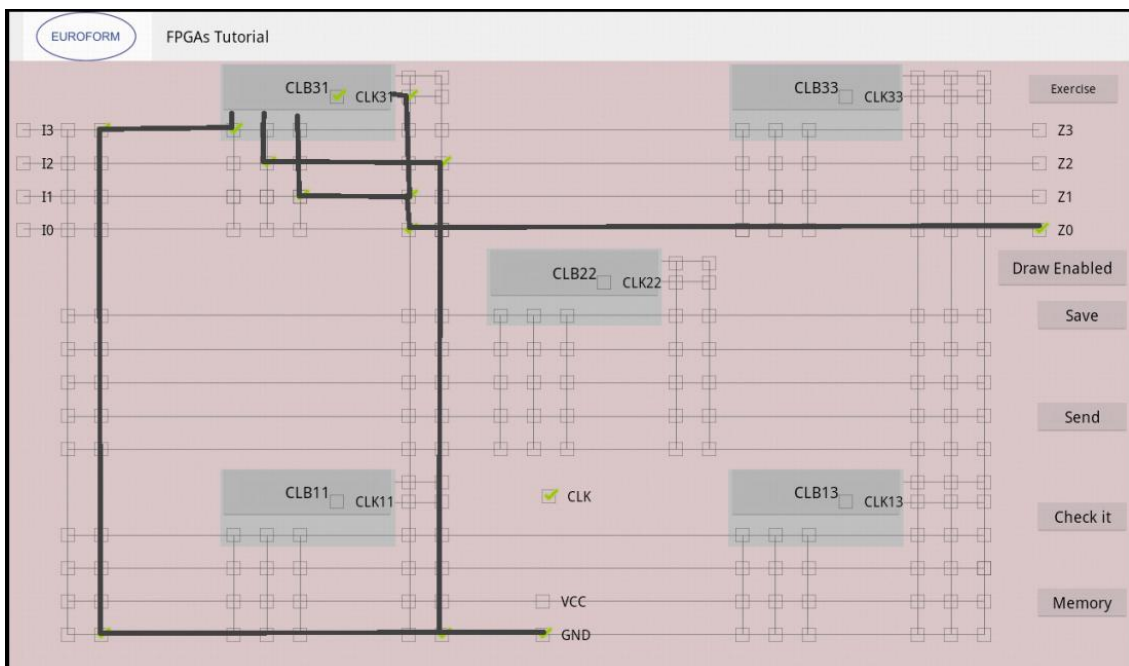 EUROFORM
FPGAs Tutorial
CLB31
CLK31
CLB33
CLK33
Exercise
I3
Z3
I2
Z2
I1
Z1
I0
Z0
CLB22
CLK22
Draw Enabled
Save
Send
CLB11
CLK11
CLK
CLB13
CLK13
Check it
VCC
Memory
GND